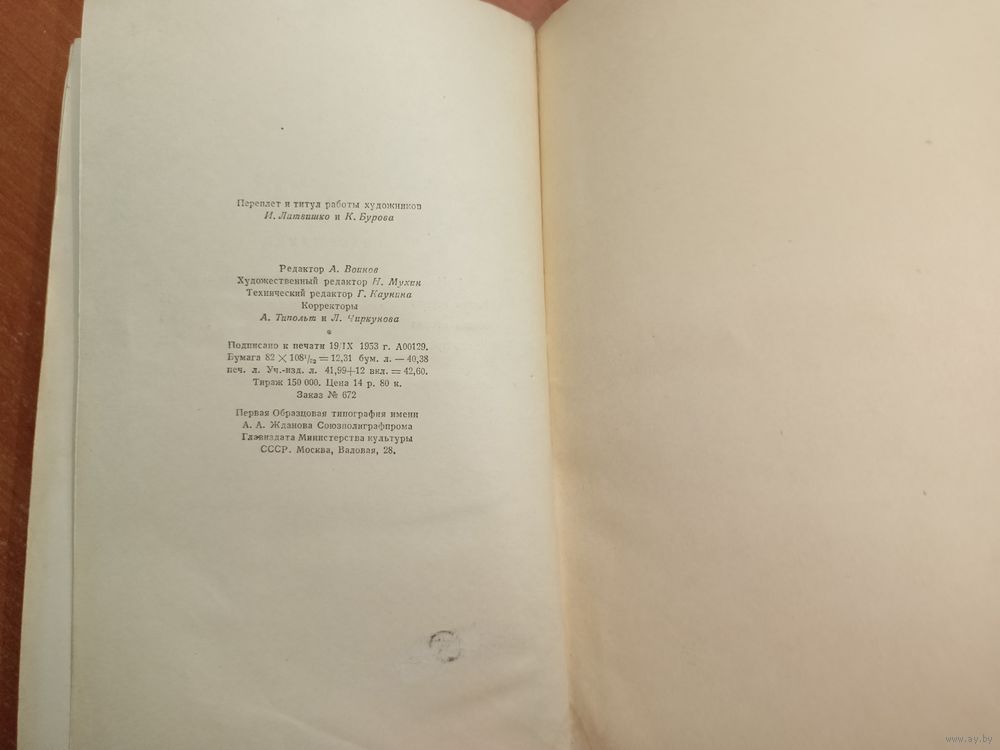 Переплет и титул работы художников
И. Литвишко и К. Бурова
Редактор А. Воинов
Художественный редактор Н. Мухин
Технический редактор Г. Каунина
Корректоры
А. Типольт и Л. Чиркунова
*
Подписано к печати 19/IX 1953 г. А00129.
Бумага 82 × 108¹/₃₂ = 12,31 бум. л. — 40,38
печ. л. Уч.-изд. л. 41,99+12 вкл. = 42,60.
Тираж 150 000. Цена 14 р. 80 к.
Заказ № 672
Первая Образцовая типография имени
А. А. Жданова Союзполиграфпрома
Главиздата Министерства культуры
СССР. Москва, Валовая, 28.
www.ay.by